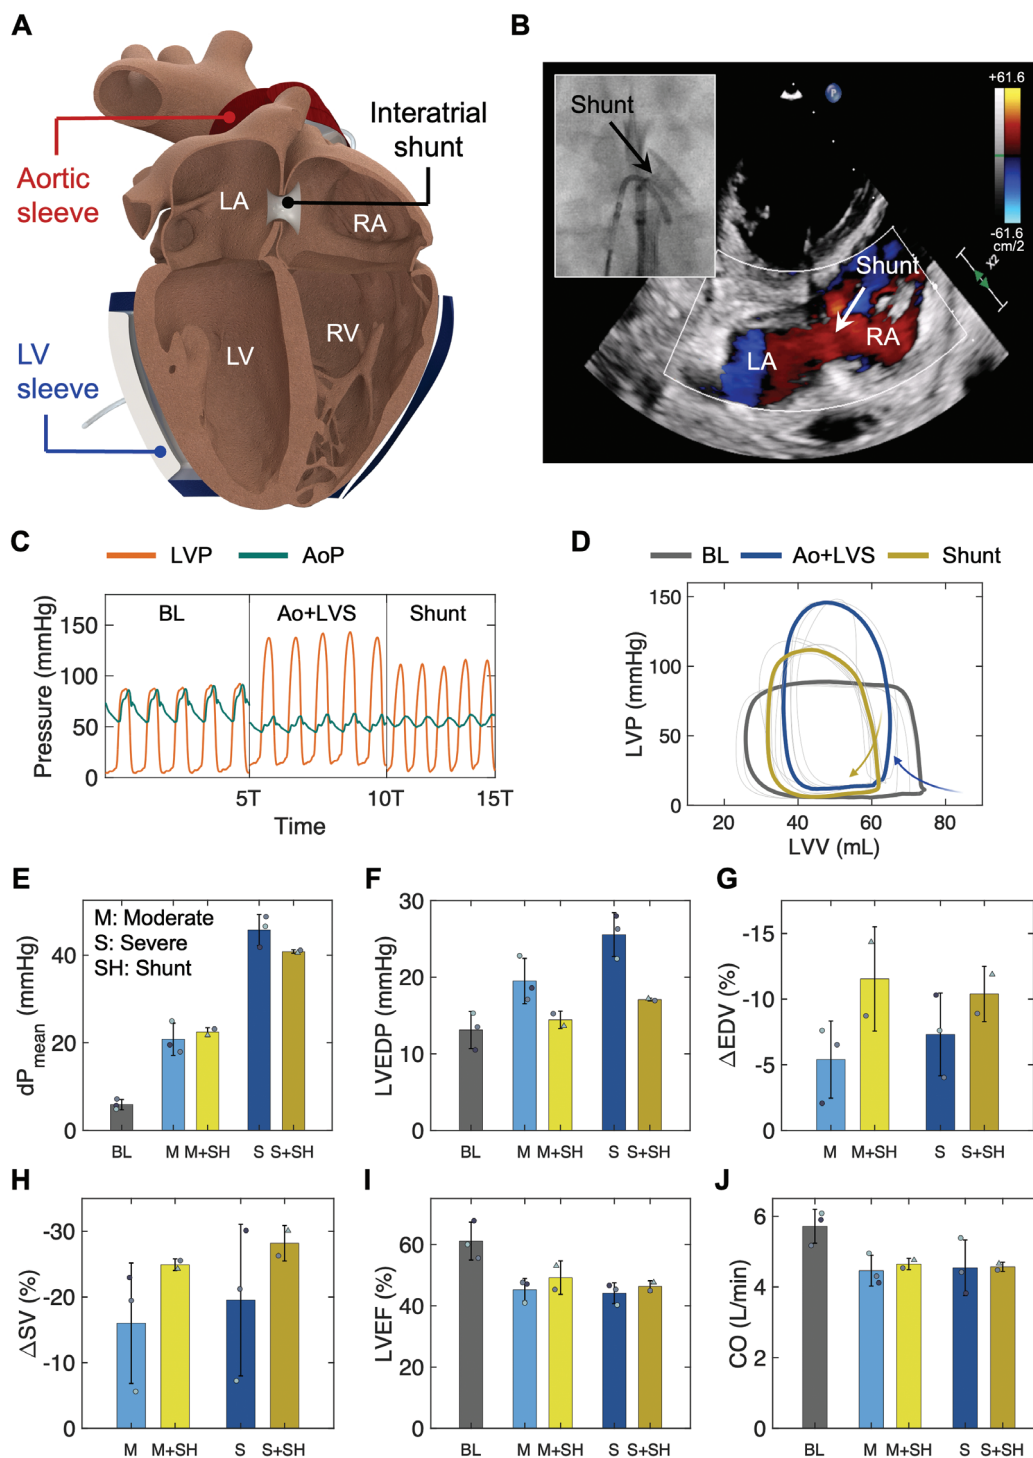 A
Interatrial
shunt
Aortic
sleeve
LA
RA
LV
RV
LV
sleeve
B
Shunt
P
+61.6
-61.6
cm/2
X2
Shunt
LA
RA
C
LVP
AoP
BL
Ao+LVS
Shunt
Pressure (mmHg)
150
100
50
0
5T
10T
15T
Time
D
BL
Ao+LVS
Shunt
LVP (mmHg)
150
100
50
0
20
40
60
80
LVV (mL)
E
M: Moderate
S: Severe
SH: Shunt
dPmean (mmHg)
40
20
0
BL
M
M+SH
S
S+SH
F
LVEDP (mmHg)
30
20
10
0
BL
M
M+SH
S
S+SH
G
ΔEDV (%)
-15
-10
-5
0
M
M+SH
S
S+SH
H
ΔSV (%)
-30
-20
-10
0
M
M+SH
S
S+SH
I
LVEF (%)
60
40
20
0
BL
M
M+SH
S
S+SH
J
CO (L/min)
6
4
2
0
BL
M
M+SH
S
S+SH